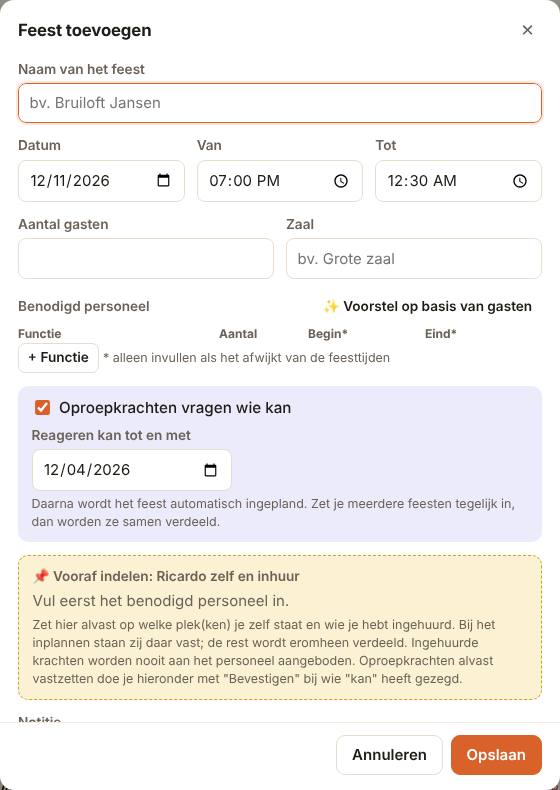 Feest toevoegen
Naam van het feest
bv. Bruiloft Jansen
Datum Van Tot
12/11/2026 07:00 PM 12:30 AM
Aantal gasten Zaal
bv. Grote zaal
Benodigd personeel ✨ Voorstel op basis van gasten
Functie Aantal Begin* Eind*
+ Functie * alleen invullen als het afwijkt van de feesttijden
Oproepkrachten vragen wie kan
Reageren kan tot en met
12/04/2026
Daarna wordt het feest automatisch ingepland. Zet je meerdere feesten tegelijk in,
dan worden ze samen verdeeld.
📌 Vooraf indelen: Ricardo zelf en inhuur
Vul eerst het benodigd personeel in.
Zet hier alvast op welke plek(ken) je zelf staat en wie je hebt ingehuurd. Bij het
inplannen staan zij daar vast; de rest wordt eromheen verdeeld. Ingehuurde
krachten worden nooit aan het personeel aangeboden. Oproepkrachten alvast
vastzetten doe je hieronder met "Bevestigen" bij wie "kan" heeft gezegd.
Notitie
Annuleren Opslaan